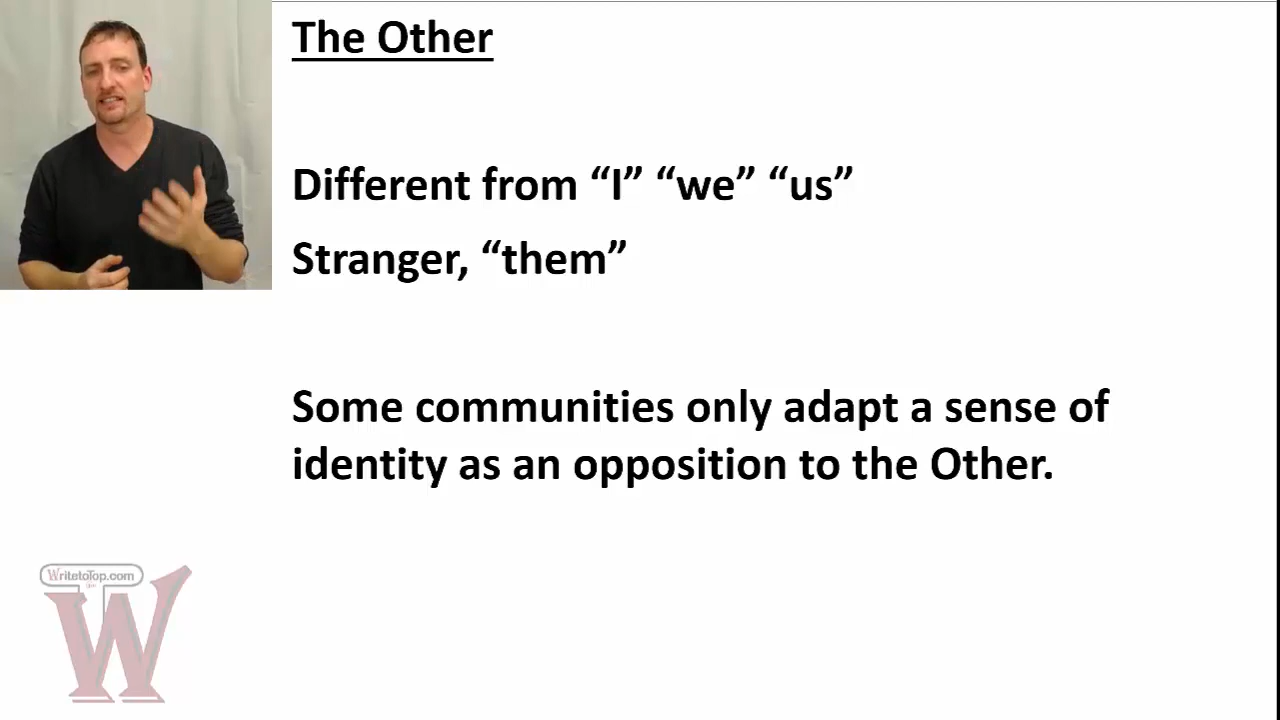 The Other
Different from “I” “we” “us”
Stranger, “them”
Some communities only adapt a sense of
identity as an opposition to the Other.
WritetoTop.com
W